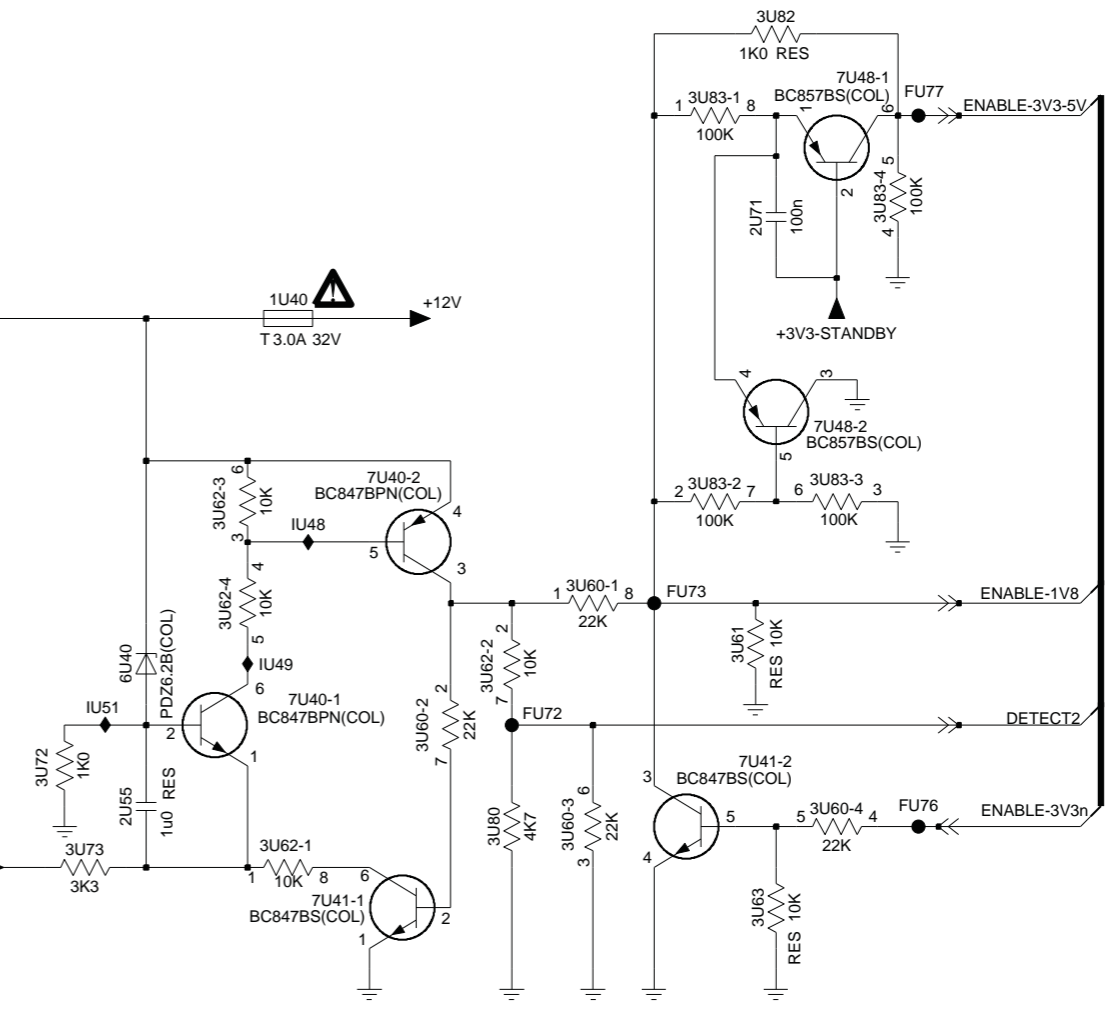 3U82
1K0 RES
7U48-1
BC857BS(COL)
FU77
ENABLE-3V3-5V
1
3U83-1
8
100K
1
6
2
5
3U83-4
100K
4
2U71
100n
+3V3-STANDBY
1U40
T 3.0A 32V
+12V
4
3
7U48-2
BC857BS(COL)
5
2
3U83-2
7
100K
6
3U83-3
3
100K
6
3U62-3
10K
3
IU48
7U40-2
BC847BPN(COL)
4
5
3
4
3U62-4
10K
5
IU49
1
3U60-1
8
22K
FU73
ENABLE-1V8
3U61
RES 10K
6U40
PDZ6.2B(COL)
IU51
2
6
7U40-1
BC847BPN(COL)
1
2
3U60-2
22K
7
2
3U62-2
10K
7
FU72
DETECT2
3U72
1K0
2U55
1u0 RES
3U73
3K3
1
3U62-1
10K
8
7U41-1
BC847BS(COL)
6
2
1
3U80
4K7
6
3U60-3
22K
3
7U41-2
BC847BS(COL)
3
5
4
5
3U60-4
4
22K
FU76
ENABLE-3V3n
3U63
RES 10K